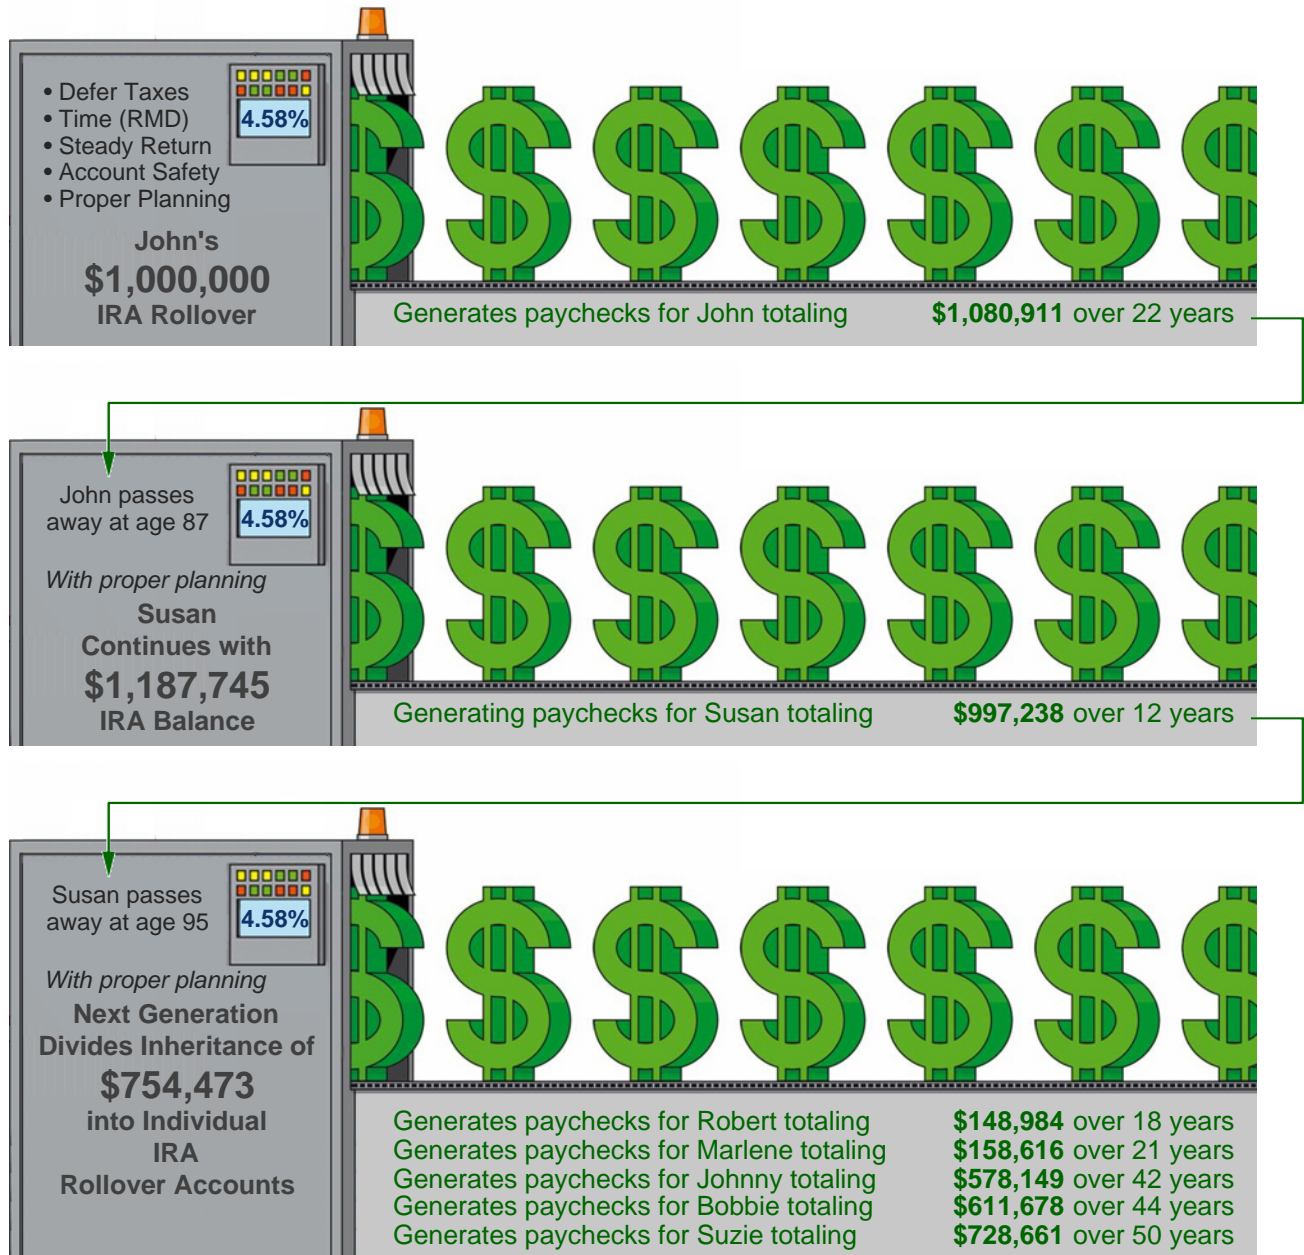 • Defer Taxes
• Time (RMD)
• Steady Return
• Account Safety
• Proper Planning
4.58%
John's
$1,000,000
IRA Rollover
Generates paychecks for John totaling $1,080,911 over 22 years
John passes
away at age 87
4.58%
With proper planning
Susan
Continues with
$1,187,745
IRA Balance
Generating paychecks for Susan totaling $997,238 over 12 years
Susan passes
away at age 95
4.58%
With proper planning
Next Generation
Divides Inheritance of
$754,473
into Individual
IRA
Rollover Accounts
Generates paychecks for Robert totaling $148,984 over 18 years
Generates paychecks for Marlene totaling $158,616 over 21 years
Generates paychecks for Johnny totaling $578,149 over 42 years
Generates paychecks for Bobbie totaling $611,678 over 44 years
Generates paychecks for Suzie totaling $728,661 over 50 years